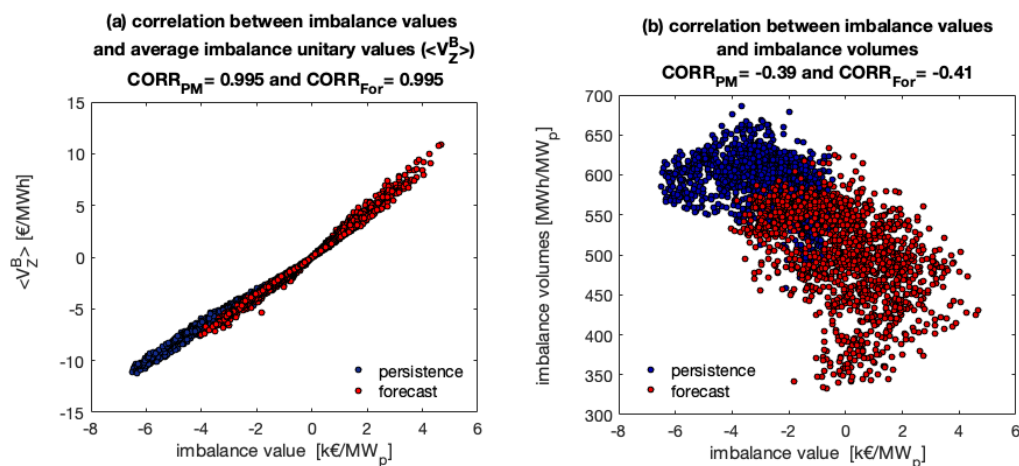 (a) correlation between imbalance values
and average imbalance unitary values (<V_Z^B>)
CORR_PM= 0.995 and CORR_For= 0.995
15
10
5
0
-5
-10
-15
<V_Z^B> [€/MWh]
persistence
forecast
-8 -6 -4 -2 0 2 4 6
imbalance value [k€/MW_p]
(b) correlation between imbalance values
and imbalance volumes
CORR_PM= -0.39 and CORR_For= -0.41
700
650
600
550
500
450
400
350
300
imbalance volumes [MWh/MW_p]
persistence
forecast
-8 -6 -4 -2 0 2 4 6
imbalance value [k€/MW_p]